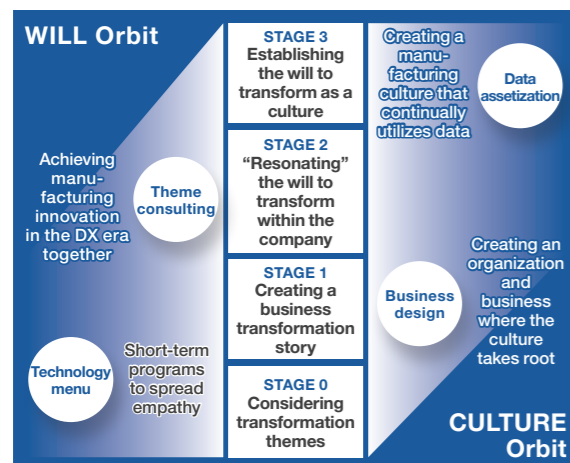 WILL Orbit
Achieving
manu-
facturing
innovation
in the DX era
together
Theme
consulting
Technology
menu
Short-term
programs
to spread
empathy
STAGE 3
Establishing
the will to
transform as a
culture
STAGE 2
“Resonating”
the will to
transform
within the
company
STAGE 1
Creating a
business
transformation
story
STAGE 0
Considering
transformation
themes
Creating a
manu-
facturing
culture that
continually
utilizes data
Data
assetization
Business
design
Creating an
organization
and
business
where the
culture
takes root
CULTURE
Orbit